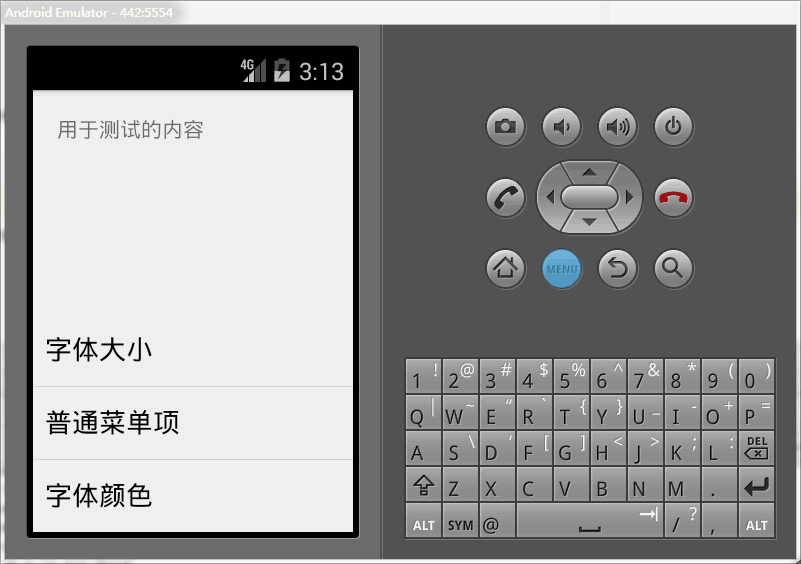 Android Emulator - 442:5554
4G 3:13
用于测试的内容
字体大小
普通菜单项
字体颜色
MENU
1 ! 2 @ 3 # 4 $ 5 % 6 ^ 7 & 8 * 9 ( 0 )
Q | W ~ E “ R ` T { Y } U _ I - O + P =
A S \ D ‘ F [ G ] H < J > K ; L : DEL
Z X C V B N M .
ALT SYM @ / ? , ALT